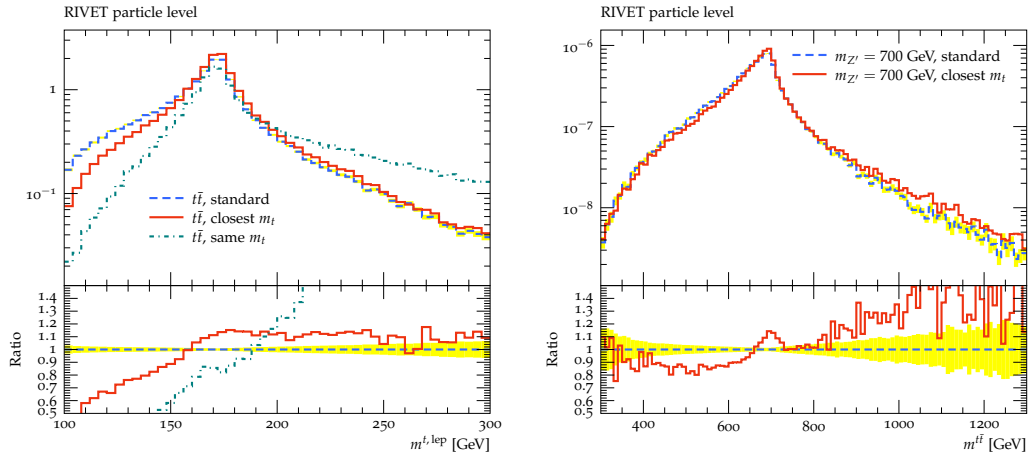 RIVET particle level
1
10⁻¹
tt̄, standard
tt̄, closest mₜ
tt̄, same mₜ
1.4
1.3
1.2
1.1
1
0.9
0.8
0.7
0.6
0.5
Ratio
100 150 200 250 300
m^{t,lep} [GeV]
RIVET particle level
10⁻⁶
10⁻⁷
10⁻⁸
m_{Z′} = 700 GeV, standard
m_{Z′} = 700 GeV, closest mₜ
1.4
1.3
1.2
1.1
1
0.9
0.8
0.7
0.6
0.5
Ratio
400 600 800 1000 1200
m^{tt̄} [GeV]